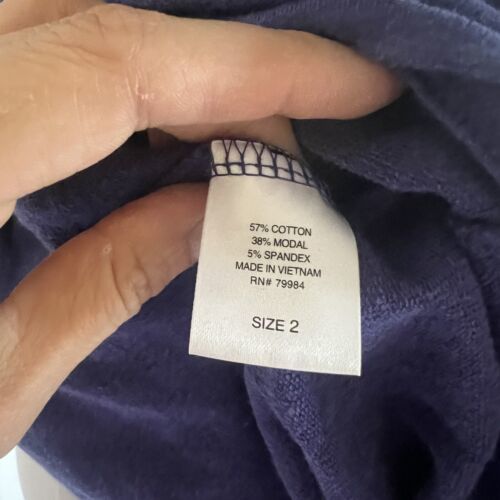 57% COTTON
38% MODAL
5% SPANDEX
MADE IN VIETNAM
RN# 79984
SIZE 2